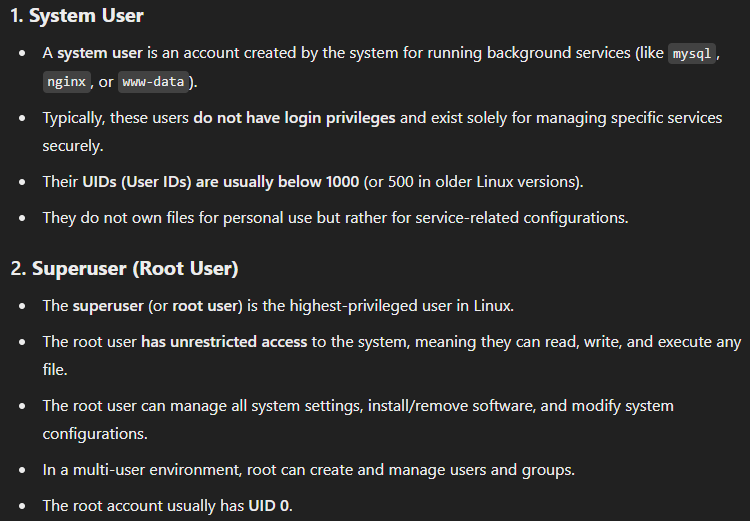 1. System User
• A system user is an account created by the system for running background services (like mysql,
nginx, or www-data).
• Typically, these users do not have login privileges and exist solely for managing specific services
securely.
• Their UIDs (User IDs) are usually below 1000 (or 500 in older Linux versions).
• They do not own files for personal use but rather for service-related configurations.
2. Superuser (Root User)
• The superuser (or root user) is the highest-privileged user in Linux.
• The root user has unrestricted access to the system, meaning they can read, write, and execute any
file.
• The root user can manage all system settings, install/remove software, and modify system
configurations.
• In a multi-user environment, root can create and manage users and groups.
• The root account usually has UID 0.